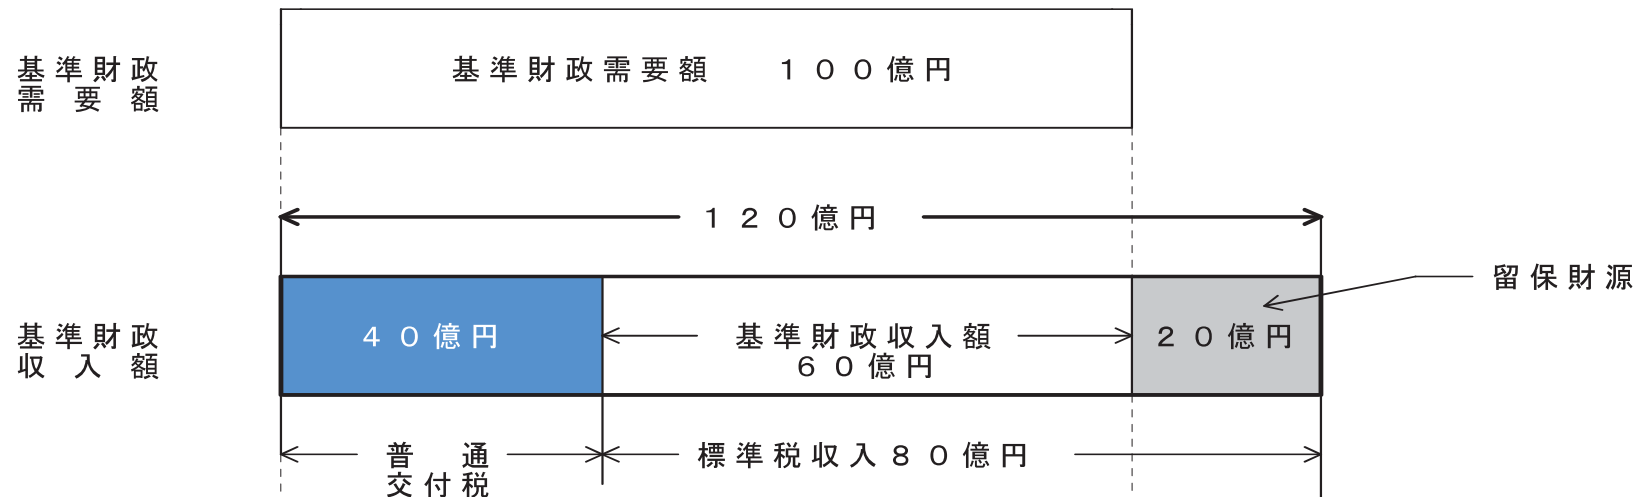 基準財政
需要額
基準財政需要額　１００億円
１２０億円
留保財源
基準財政
収入額
４０億円
基準財政収入額
６０億円
２０億円
普通
交付税
標準税収入８０億円